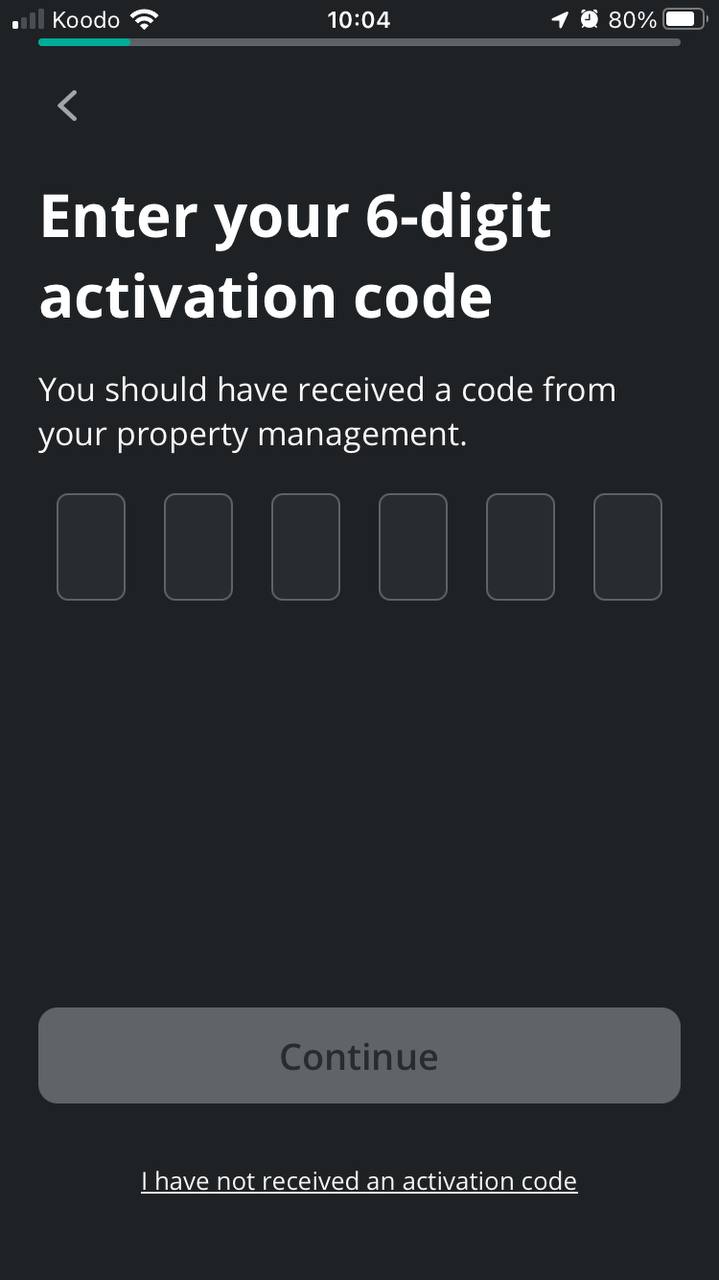 Koodo 10:04 80%
Enter your 6-digit
activation code
You should have received a code from
your property management.
Continue
I have not received an activation code